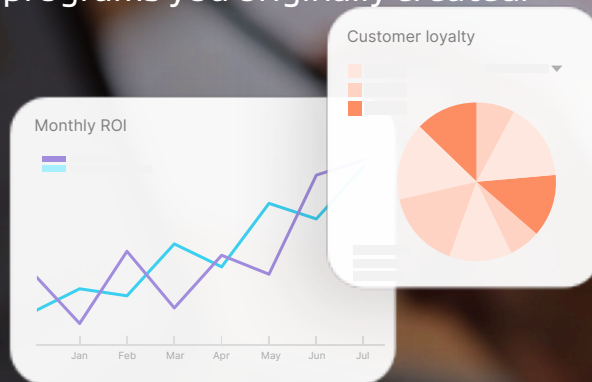 programs you originally created.
Customer loyalty
Monthly ROI
Jan Feb Mar Apr May Jun Jul